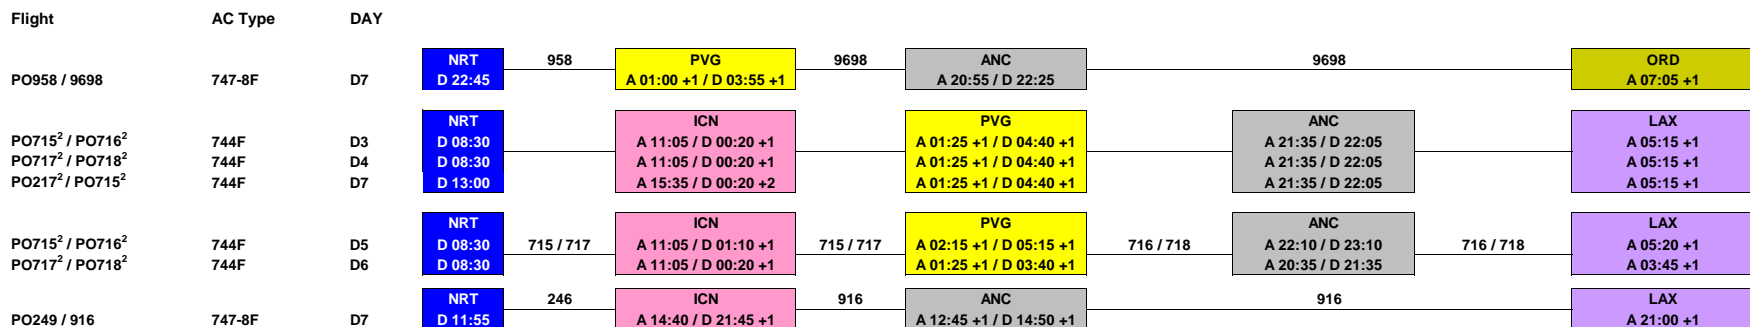 Flight AC Type DAY
NRT 958 PVG 9698 ANC 9698 ORD
PO958 / 9698 747-8F D7 D 22:45 A 01:00 +1 / D 03:55 +1 A 20:55 / D 22:25 A 07:05 +1
NRT ICN PVG ANC LAX
PO715² / PO716² 744F D3 D 08:30 A 11:05 / D 00:20 +1 A 01:25 +1 / D 04:40 +1 A 21:35 / D 22:05 A 05:15 +1
PO717² / PO718² 744F D4 D 08:30 A 11:05 / D 00:20 +1 A 01:25 +1 / D 04:40 +1 A 21:35 / D 22:05 A 05:15 +1
PO217² / PO715² 744F D7 D 13:00 A 15:35 / D 00:20 +2 A 01:25 +1 / D 04:40 +1 A 21:35 / D 22:05 A 05:15 +1
NRT ICN PVG ANC LAX
PO715² / PO716² 744F D5 D 08:30 715 / 717 A 11:05 / D 01:10 +1 715 / 717 A 02:15 +1 / D 05:15 +1 716 / 718 A 22:10 / D 23:10 716 / 718 A 05:20 +1
PO717² / PO718² 744F D6 D 08:30 A 11:05 / D 00:20 +1 A 01:25 +1 / D 03:40 +1 A 20:35 / D 21:35 A 03:45 +1
NRT 246 ICN 916 ANC 916 LAX
PO249 / 916 747-8F D7 D 11:55 A 14:40 / D 21:45 +1 A 12:45 +1 / D 14:50 +1 A 21:00 +1